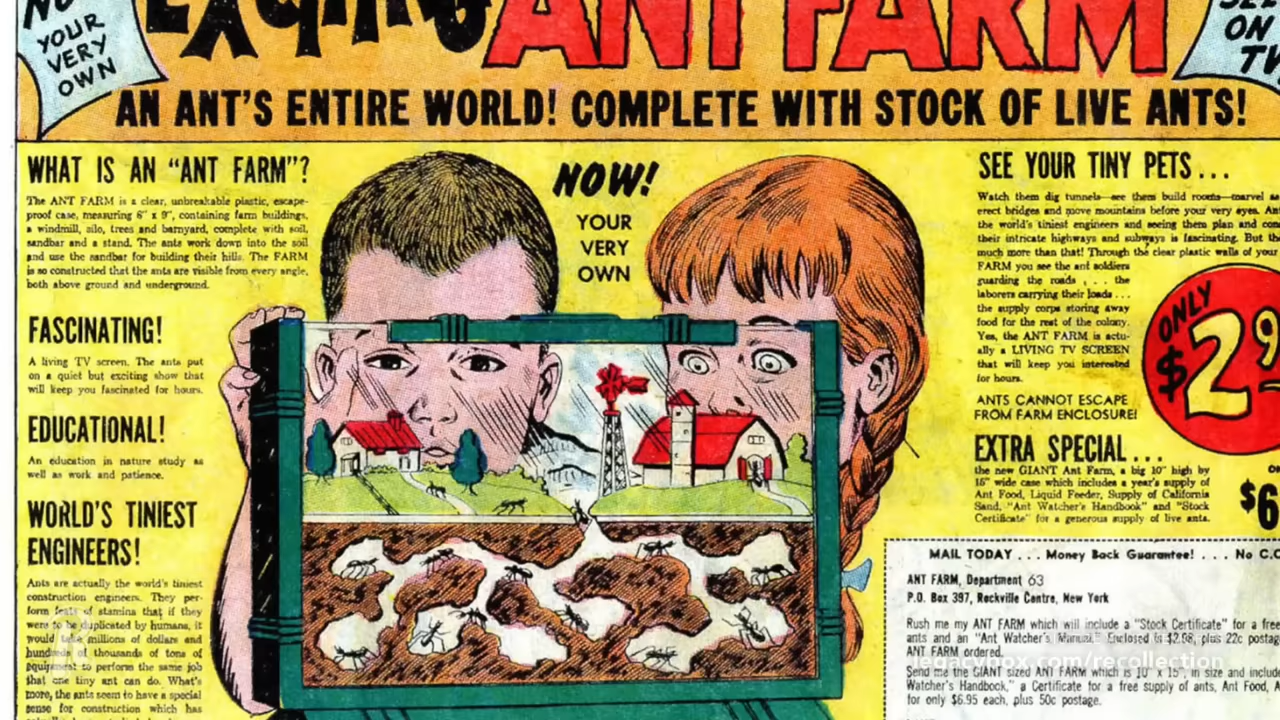 NO
YOUR
VERY
OWN
EXCITING
ANT FARM
SEE
ON
TV
AN ANT'S ENTIRE WORLD! COMPLETE WITH STOCK OF LIVE ANTS!
WHAT IS AN "ANT FARM"?
The ANT FARM is a clear, unbreakable plastic, escape-
proof case, measuring 6" x 9", containing farm buildings,
a windmill, silo, trees and barnyard, complete with soil,
sandbar and a stand. The ants work down into the soil
and use the sandbar for building their hills. The FARM
is so constructed that the ants are visible from every angle,
both above ground and underground.
FASCINATING!
A living TV screen. The ants put
on a quiet but exciting show that
will keep you fascinated for hours.
EDUCATIONAL!
An education in nature study as
well as work and patience.
WORLD'S TINIEST
ENGINEERS!
Ants are actually the world's tiniest
construction engineers. They per-
form feats of stamina that if they
were to be duplicated by humans, it
would take millions of dollars and
hundreds of thousands of tons of
equipment to perform the same job
that one tiny ant can do. What's
more, the ants seem to have a special
sense for construction which has
NOW!
YOUR
VERY
OWN
SEE YOUR TINY PETS...
Watch them dig tunnels—see them build rooms—marvel as
erect bridges and move mountains before your very eyes. An
the world's tiniest engineers and seeing them plan and con
their intricate highways and subways is fascinating. But th
much more than that! Through the clear plastic walls of your
FARM you see the ant soldiers
guarding the roads . . . the
laborers carrying their loads...
the supply corps storing away
food for the rest of the colony.
Yes, the ANT FARM is actu-
ally a LIVING TV SCREEN
that will keep you interested
for hours.
ANTS CANNOT ESCAPE
FROM FARM ENCLOSURE!
ONLY
$2.9
EXTRA SPECIAL...
the new GIANT Ant Farm, a big 10" high by
15" wide case which includes a year's supply of
Ant Food, Liquid Feeder, Supply of California
Sand, "Ant Watcher's Handbook" and "Stock
Certificate" for a generous supply of live ants.
$6
MAIL TODAY . . . Money Back Guarantee! . . . No C.O
ANT FARM, Department 63
P.O. Box 397, Rockville Centre, New York
Rush me my ANT FARM which will include a "Stock Certificate" for a free
ants and an "Ant Watcher's Manual." Enclosed is $2.98, plus 22c postag
ANT FARM ordered.
Send me the GIANT sized ANT FARM which is 10" x 15", in size and include
Watcher's Handbook," a Certificate for a free supply of ants, Ant Food,
for only $6.95 each, plus 50c postage.
legacybox.com/recollection